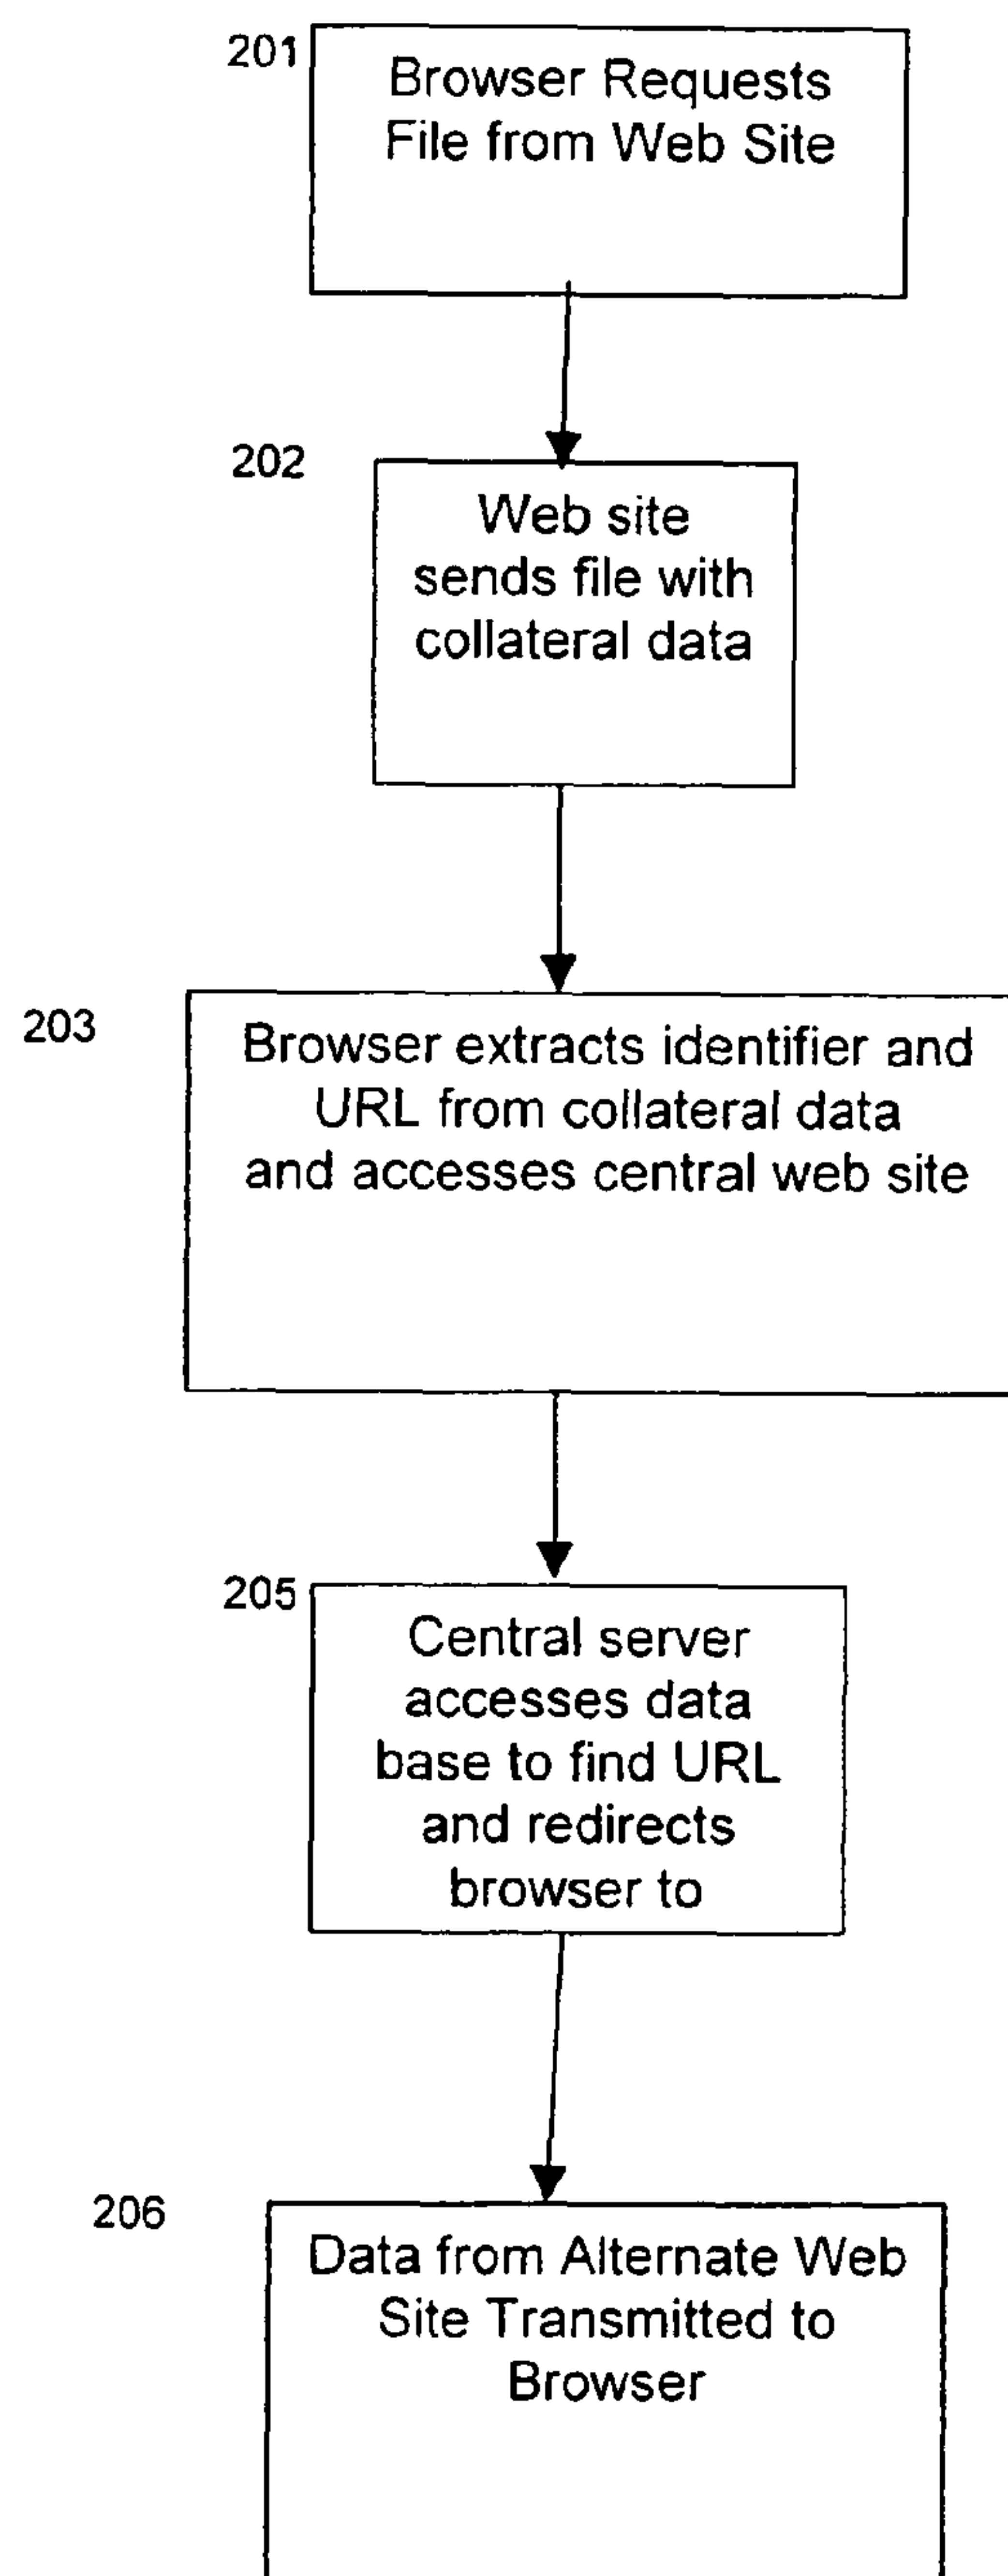 201
Browser Requests
File from Web Site
202
Web site
sends file with
collateral data
203
Browser extracts identifier and
URL from collateral data
and accesses central web site
205
Central server
accesses data
base to find URL
and redirects
browser to
206
Data from Alternate Web
Site Transmitted to
Browser